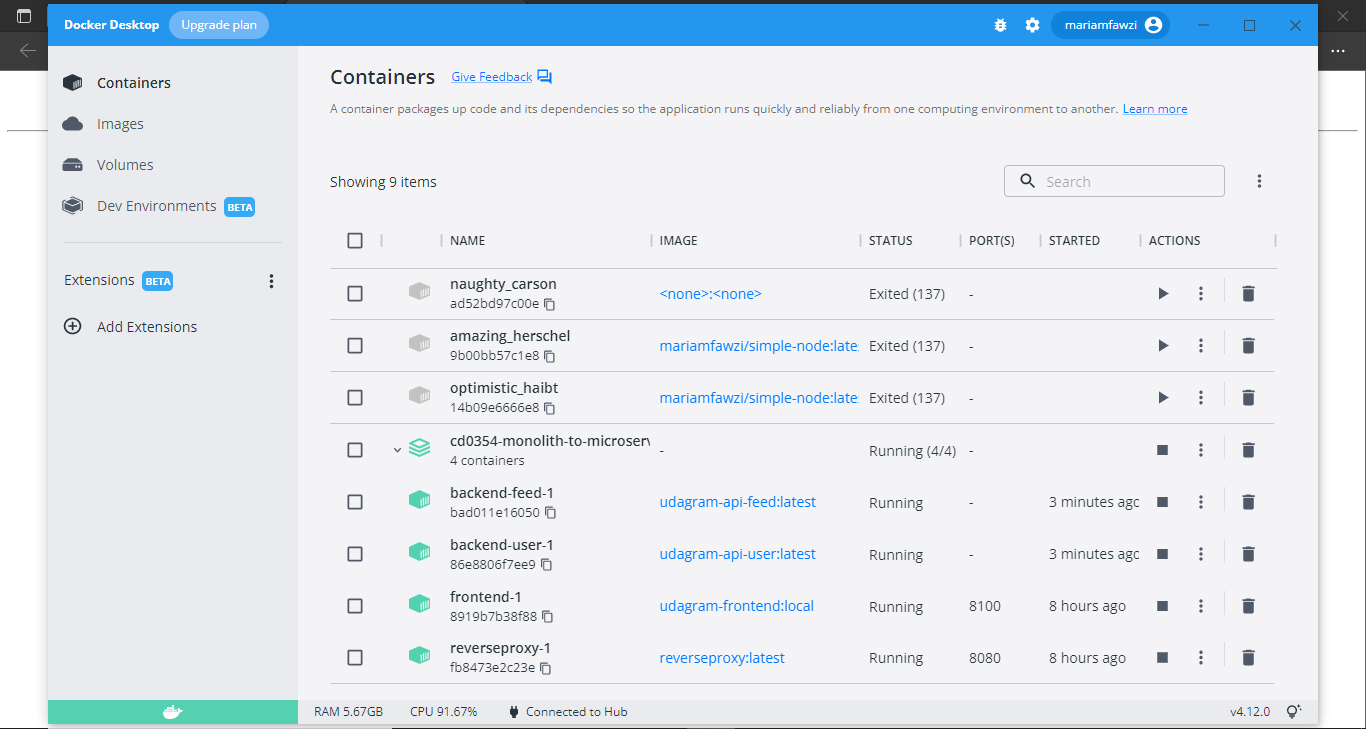 Docker Desktop Upgrade plan mariamfawzi
Containers
Images
Volumes
Dev Environments BETA
Extensions BETA
Add Extensions
Containers Give Feedback
A container packages up code and its dependencies so the application runs quickly and reliably from one computing environment to another. Learn more
Showing 9 items Search
NAME IMAGE STATUS PORT(S) STARTED ACTIONS
naughty_carson
ad52bd97c00e <none>:<none> Exited (137) -
amazing_herschel
9b00bb57c1e8 mariamfawzi/simple-node:late Exited (137) -
optimistic_haibt
14b09e6666e8 mariamfawzi/simple-node:late Exited (137) -
cd0354-monolith-to-microserv
4 containers - Running (4/4) -
backend-feed-1
bad011e16050 udagram-api-feed:latest Running - 3 minutes agc
backend-user-1
86e8806f7ee9 udagram-api-user:latest Running - 3 minutes agc
frontend-1
8919b7b38f88 udagram-frontend:local Running 8100 8 hours ago
reverseproxy-1
fb8473e2c23e reverseproxy:latest Running 8080 8 hours ago
RAM 5.67GB CPU 91.67% Connected to Hub v4.12.0